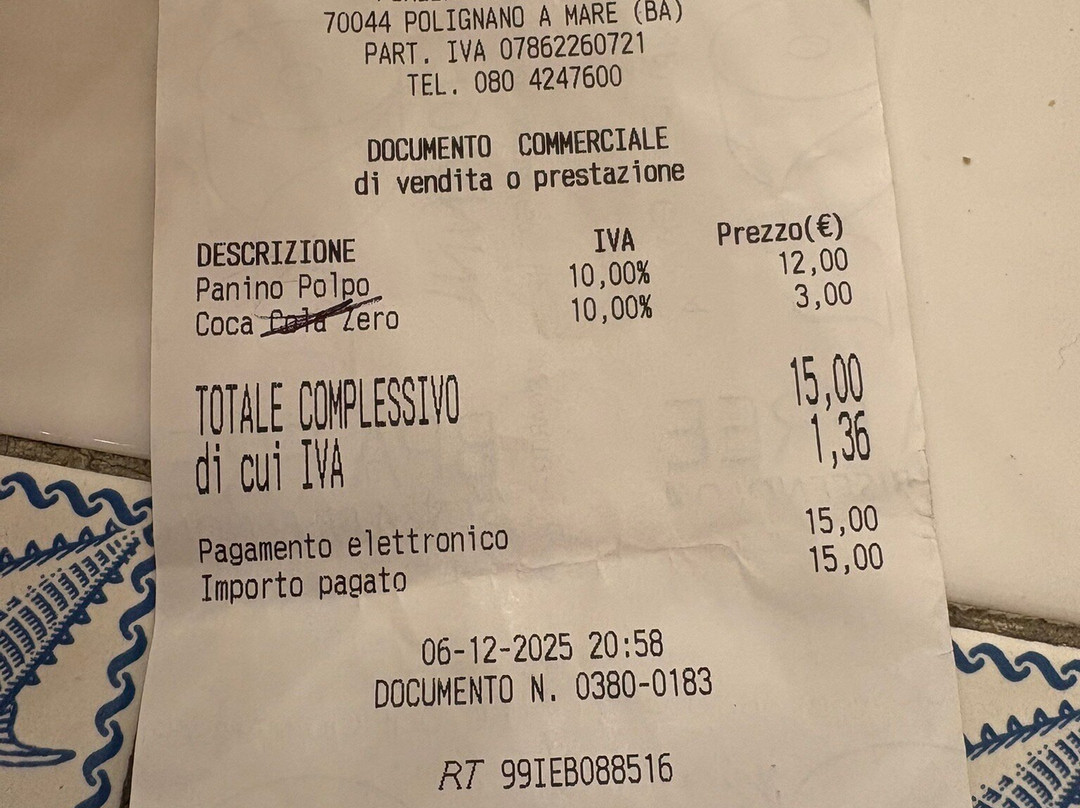 70044 POLIGNANO A MARE (BA)
PART. IVA 07862260721
TEL. 080 4247600
DOCUMENTO COMMERCIALE
di vendita o prestazione
DESCRIZIONE IVA Prezzo(€)
Panino Polpo 10,00% 12,00
Coca Cola Zero 10,00% 3,00
TOTALE COMPLESSIVO 15,00
di cui IVA 1,36
Pagamento elettronico 15,00
Importo pagato 15,00
06-12-2025 20:58
DOCUMENTO N. 0380-0183
RT 99IEB088516